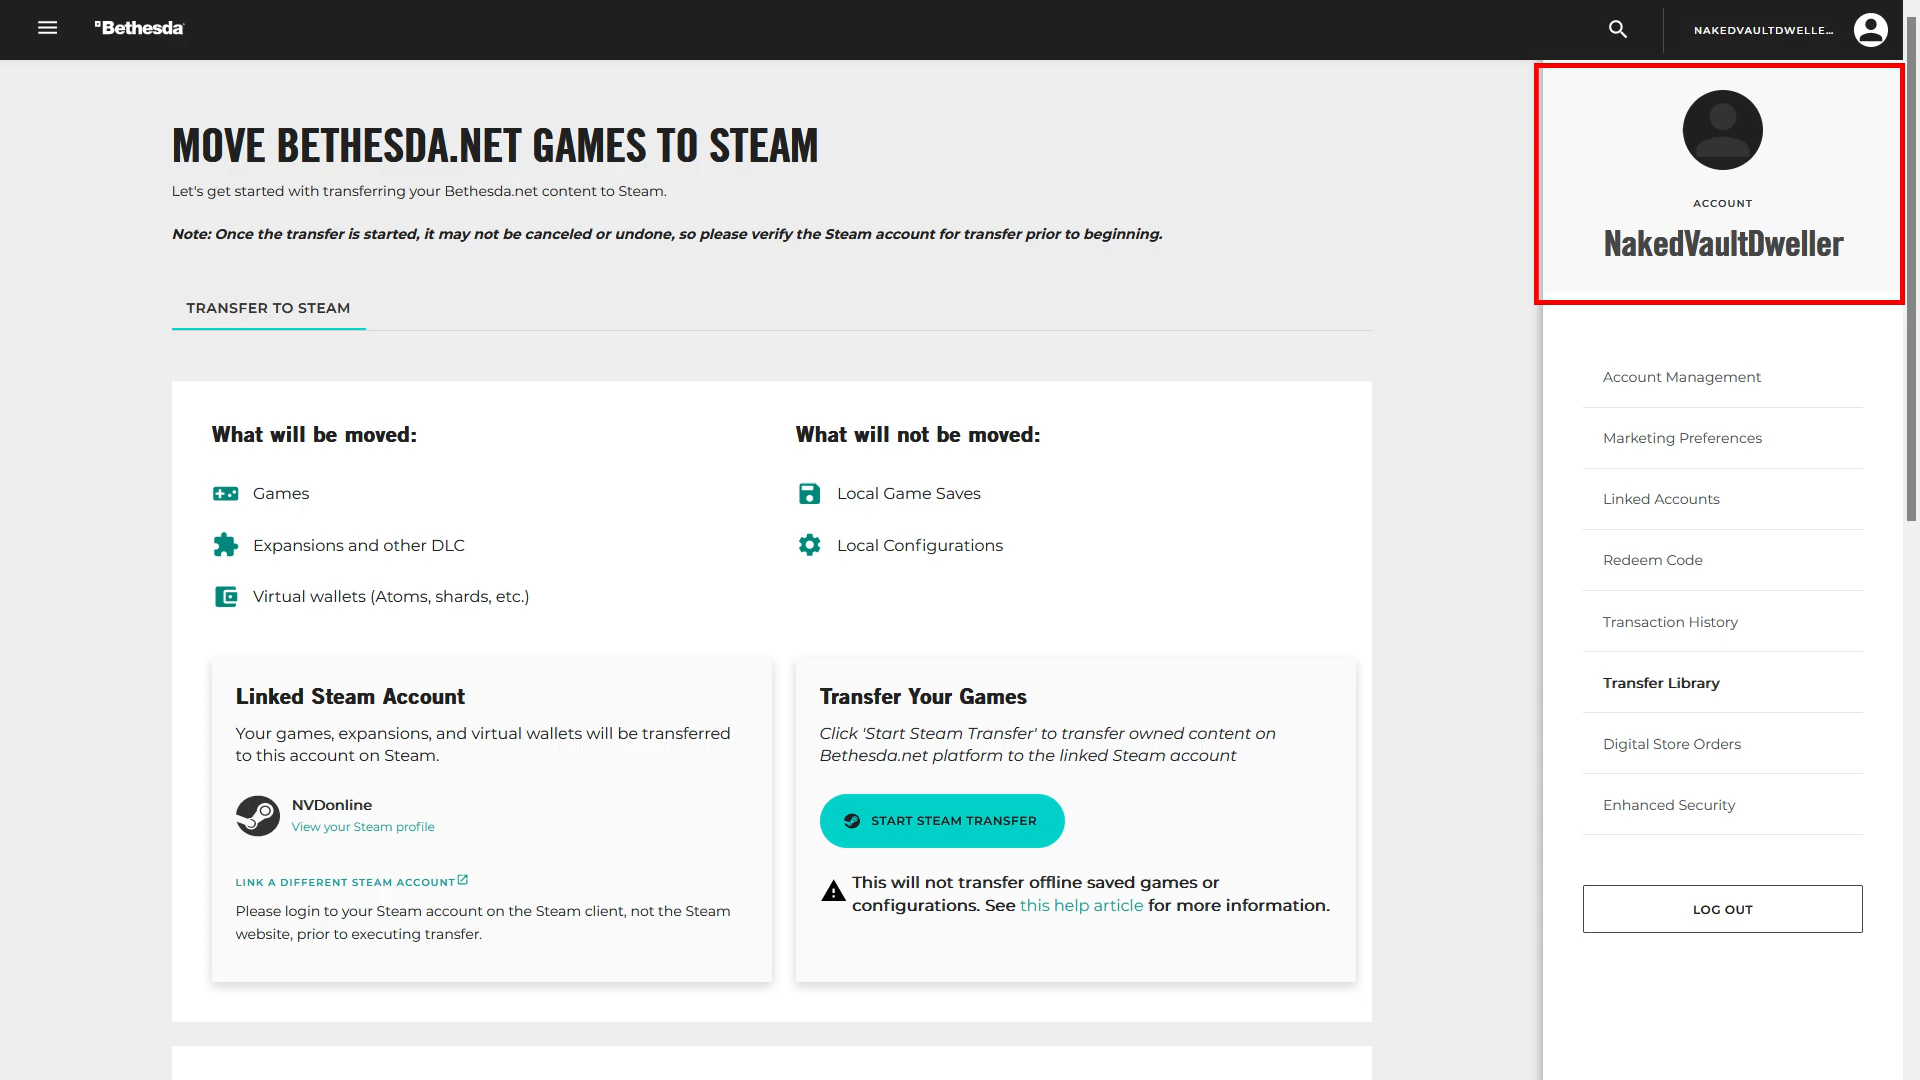 Bethesda
NAKEDVAULTDWELLE...
MOVE BETHESDA.NET GAMES TO STEAM
Let's get started with transferring your Bethesda.net content to Steam.
Note: Once the transfer is started, it may not be canceled or undone, so please verify the Steam account for transfer prior to beginning.
TRANSFER TO STEAM
What will be moved:
Games
Expansions and other DLC
Virtual wallets (Atoms, shards, etc.)
What will not be moved:
Local Game Saves
Local Configurations
Linked Steam Account
Your games, expansions, and virtual wallets will be transferred
to this account on Steam.
NVDonline
View your Steam profile
LINK A DIFFERENT STEAM ACCOUNT
Please login to your Steam account on the Steam client, not the Steam
website, prior to executing transfer.
Transfer Your Games
Click 'Start Steam Transfer' to transfer owned content on
Bethesda.net platform to the linked Steam account
START STEAM TRANSFER
This will not transfer offline saved games or
configurations. See this help article for more information.
ACCOUNT
NakedVaultDweller
Account Management
Marketing Preferences
Linked Accounts
Redeem Code
Transaction History
Transfer Library
Digital Store Orders
Enhanced Security
LOG OUT